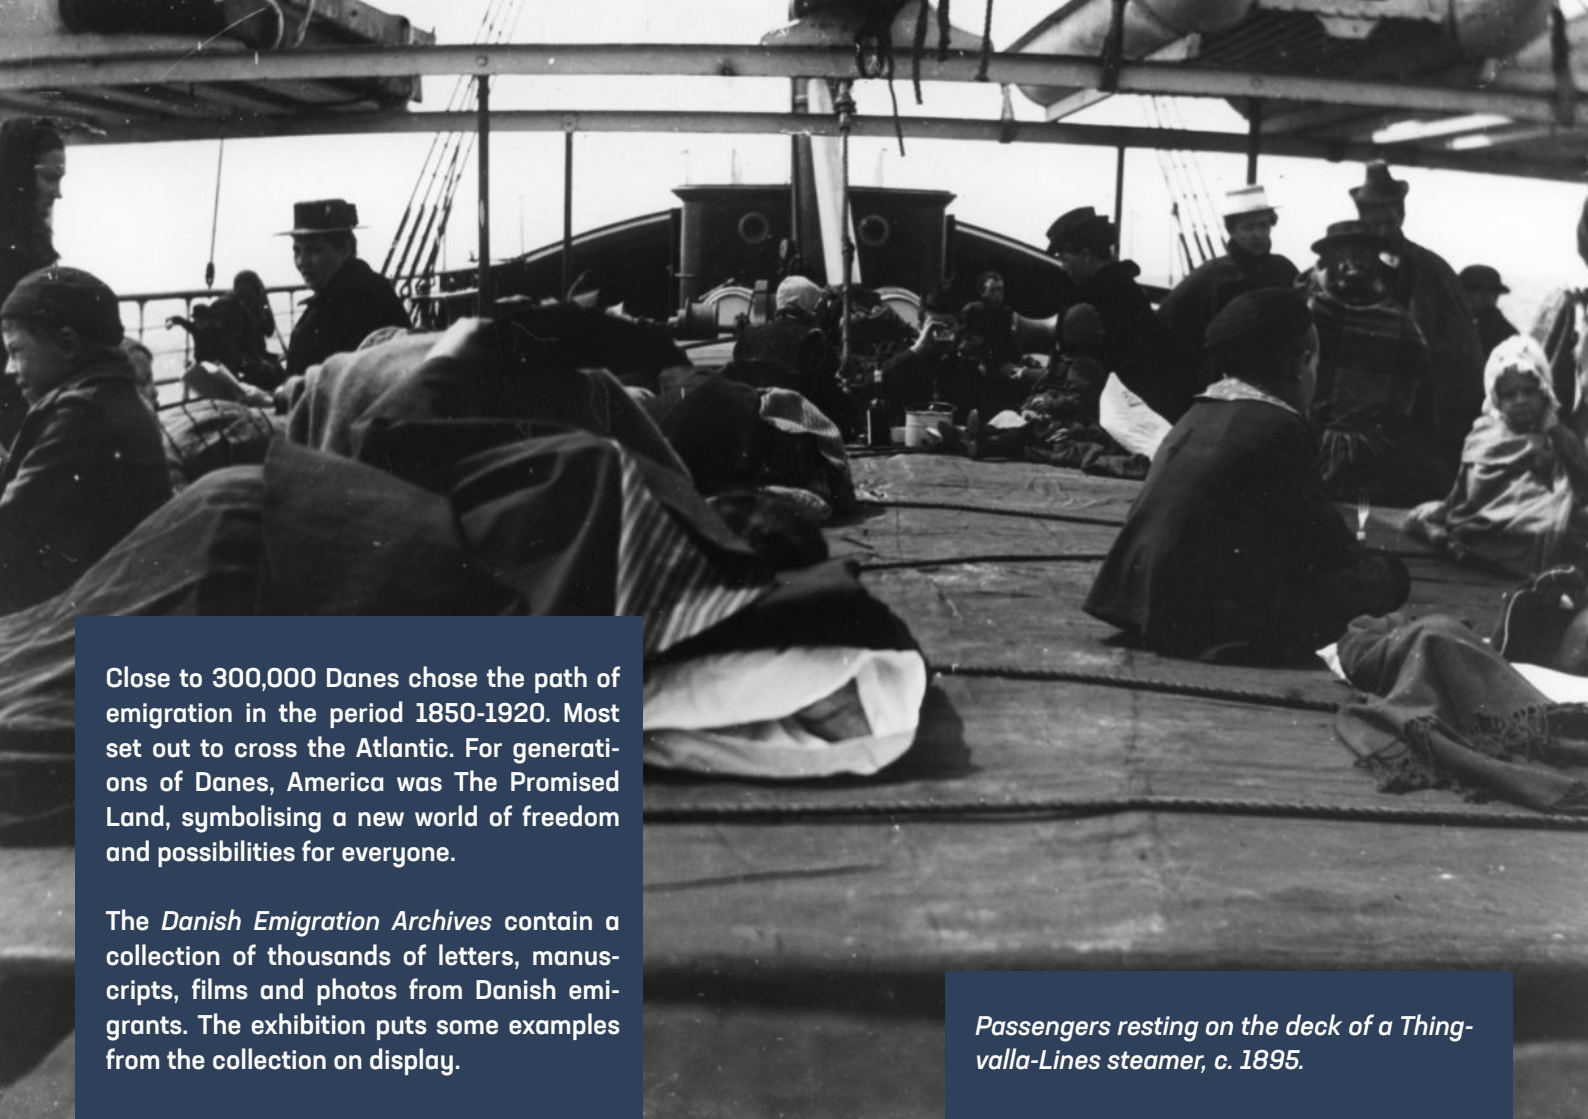 Close to 300,000 Danes chose the path of
emigration in the period 1850-1920. Most
set out to cross the Atlantic. For generati-
ons of Danes, America was The Promised
Land, symbolising a new world of freedom
and possibilities for everyone.
The Danish Emigration Archives contain a
collection of thousands of letters, manus-
cripts, films and photos from Danish emi-
grants. The exhibition puts some examples
from the collection on display.
Passengers resting on the deck of a Thing-
valla-Lines steamer, c. 1895.